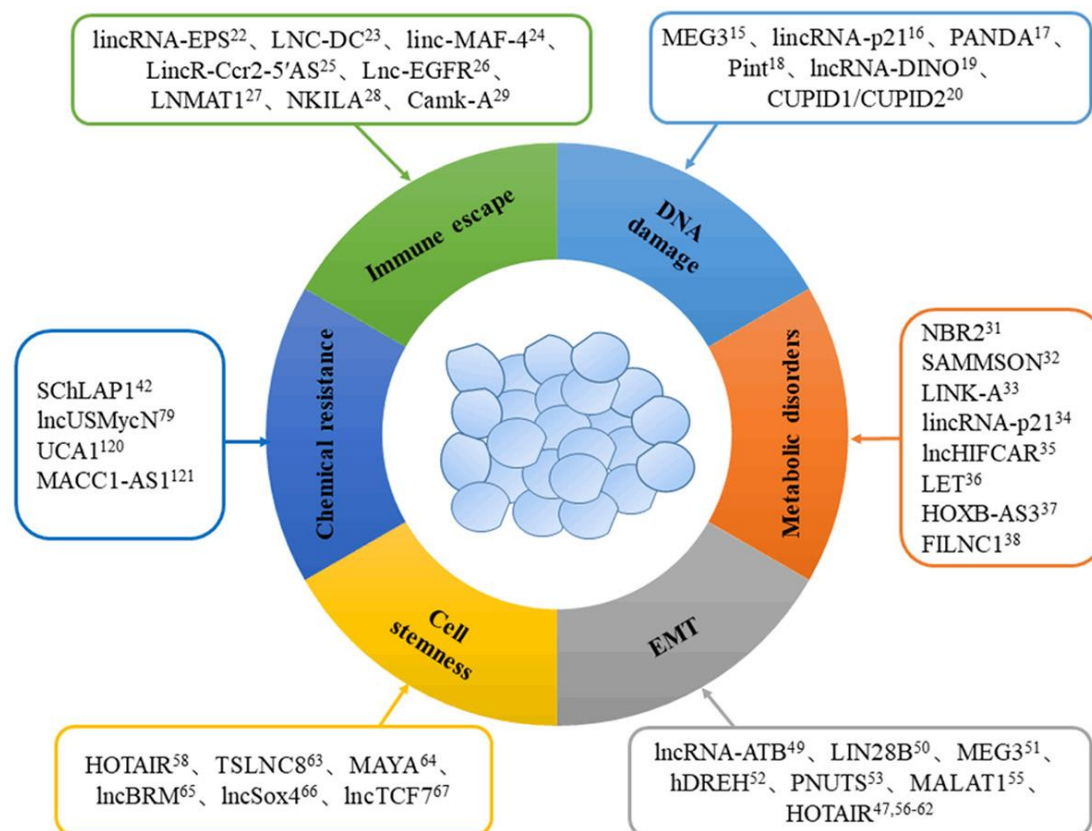 lincRNA-EPS²²、LNC-DC²³、linc-MAF-4²⁴、
LincR-Ccr2-5′AS²⁵、Lnc-EGFR²⁶、
LNMAT1²⁷、NKILA²⁸、Camk-A²⁹
MEG3¹⁵、lincRNA-p21¹⁶、PANDA¹⁷、
Pint¹⁸、lncRNA-DINO¹⁹、
CUPID1/CUPID2²⁰
Immune escape
DNA
damage
Chemical resistance
Metabolic disorders
Cell
stemness
EMT
SChLAP1⁴²
lncUSMycN⁷⁹
UCA1¹²⁰
MACC1-AS1¹²¹
NBR2³¹
SAMMSON³²
LINK-A³³
lincRNA-p21³⁴
lncHIFCAR³⁵
LET³⁶
HOXB-AS3³⁷
FILNC1³⁸
HOTAIR⁵⁸、TSLNC8⁶³、MAYA⁶⁴、
lncBRM⁶⁵、lncSox4⁶⁶、lncTCF7⁶⁷
lncRNA-ATB⁴⁹、LIN28B⁵⁰、MEG3⁵¹、
hDREH⁵²、PNUTS⁵³、MALAT1⁵⁵、
HOTAIR⁴⁷,⁵⁶⁻⁶²